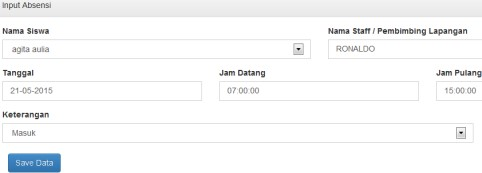 Input Absensi
Nama Siswa Nama Staff / Pembimbing Lapangan
agita aulia RONALDO
Tanggal Jam Datang Jam Pulang
21-05-2015 07:00:00 15:00:00
Keterangan
Masuk
Save Data